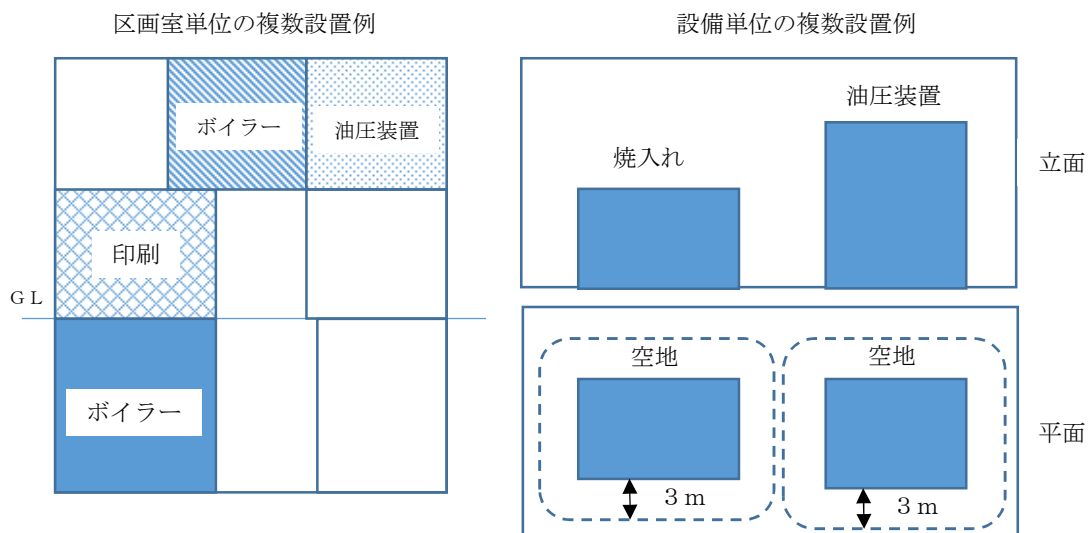 区画室単位の複数設置例
設備単位の複数設置例
ボイラー
油圧装置
印刷
GL
ボイラー
油圧装置
焼入れ
立面
空地
空地
平面
3m
3m